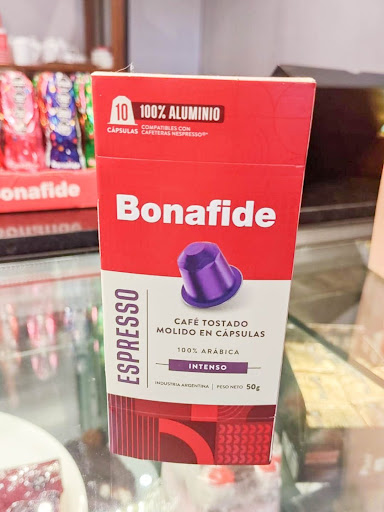 10
CÁPSULAS
100% ALUMINIO
COMPATIBLES CON
CAFETERAS NESPRESSO®*
Bonafide
ESPRESSO
CAFÉ TOSTADO
MOLIDO EN CÁPSULAS
100% ARÁBICA
INTENSO
INDUSTRIA ARGENTINA | PESO NETO 50g
Bonafide